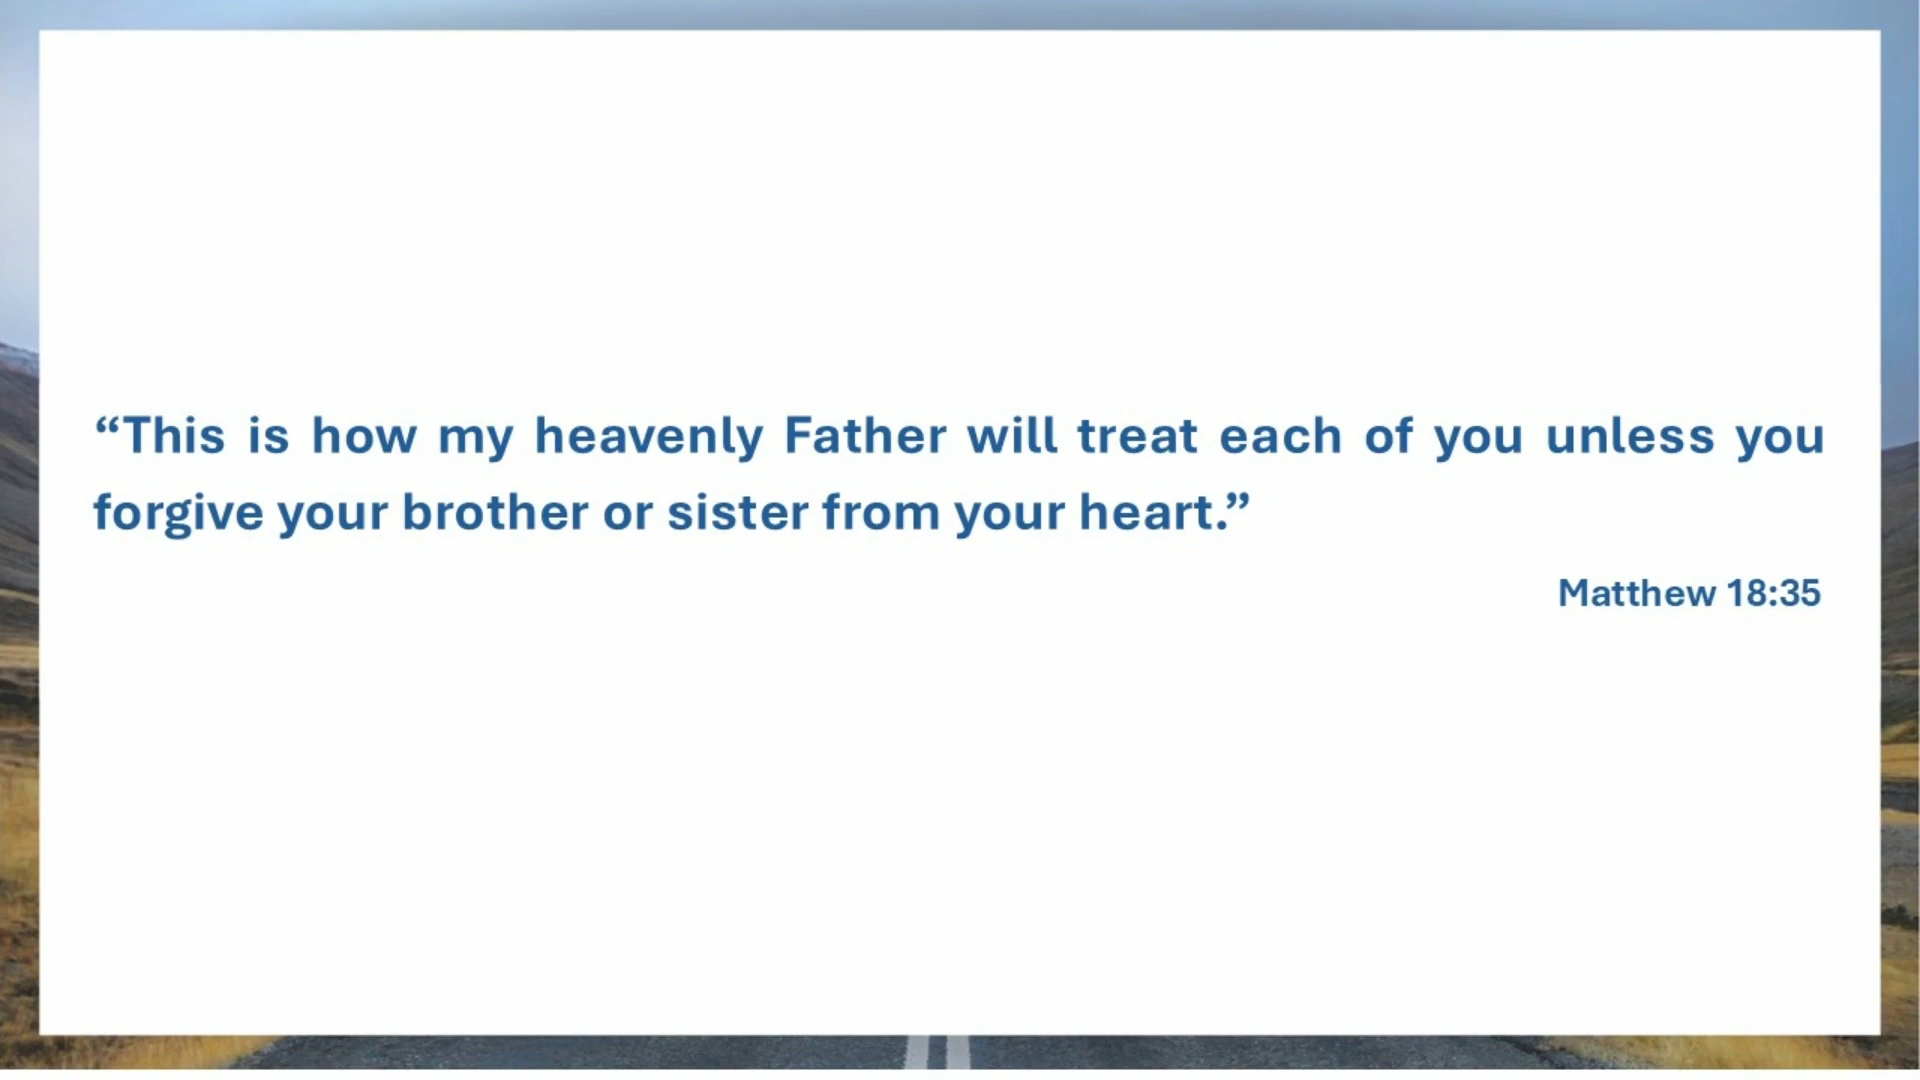 “This is how my heavenly Father will treat each of you unless you
forgive your brother or sister from your heart.”
Matthew 18:35